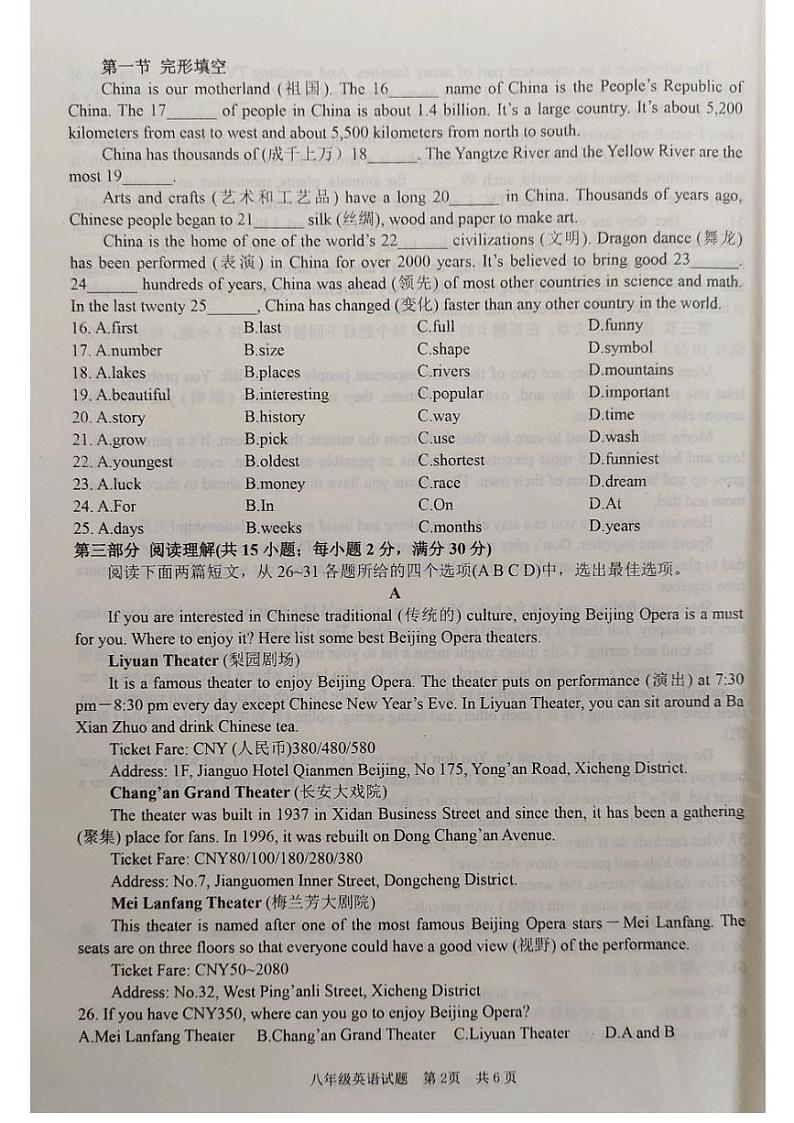 第一节 完形填空
China is our motherland (祖国). The 16______ name of China is the People's Republic of
China. The 17______ of people in China is about 1.4 billion. It's a large country. It's about 5,200
kilometers from east to west and about 5,500 kilometers from north to south.
China has thousands of (成千上万) 18______. The Yangtze River and the Yellow River are the
most 19______.
Arts and crafts (艺术和工艺品) have a long 20______ in China. Thousands of years ago,
Chinese people began to 21______ silk (丝绸), wood and paper to make art.
China is the home of one of the world's 22______ civilizations (文明). Dragon dance (舞龙)
has been performed (表演) in China for over 2000 years. It's believed to bring good 23______.
24______ hundreds of years, China was ahead (领先) of most other countries in science and math.
In the last twenty 25______, China has changed (变化) faster than any other country in the world.
16. A.first B.last C.full D.funny
17. A.number B.size C.shape D.symbol
18. A.lakes B.places C.rivers D.mountains
19. A.beautiful B.interesting C.popular D.important
20. A.story B.history C.way D.time
21. A.grow B.pick C.use D.wash
22. A.youngest B.oldest C.shortest D.funniest
23. A.luck B.money C.race D.dream
24. A.For B.In C.On D.At
25. A.days B.weeks C.months D.years
第三部分 阅读理解(共 15 小题；每小题 2 分，满分 30 分)
阅读下面两篇短文，从 26~31 各题所给的四个选项(A B C D)中，选出最佳选项。
A
If you are interested in Chinese traditional (传统的) culture, enjoying Beijing Opera is a must
for you. Where to enjoy it? Here list some best Beijing Opera theaters.
Liyuan Theater (梨园剧场)
It is a famous theater to enjoy Beijing Opera. The theater puts on performance (演出) at 7:30
pm－8:30 pm every day except Chinese New Year's Eve. In Liyuan Theater, you can sit around a Ba
Xian Zhuo and drink Chinese tea.
Ticket Fare: CNY (人民币)380/480/580
Address: 1F, Jianguo Hotel Qianmen Beijing, No 175, Yong'an Road, Xicheng District.
Chang'an Grand Theater (长安大戏院)
The theater was built in 1937 in Xidan Business Street and since then, it has been a gathering
(聚集) place for fans. In 1996, it was rebuilt on Dong Chang'an Avenue.
Ticket Fare: CNY80/100/180/280/380
Address: No.7, Jianguomen Inner Street, Dongcheng District.
Mei Lanfang Theater (梅兰芳大剧院)
This theater is named after one of the most famous Beijing Opera stars－Mei Lanfang. The
seats are on three floors so that everyone could have a good view (视野) of the performance.
Ticket Fare: CNY50~2080
Address: No.32, West Ping'anli Street, Xicheng District
26. If you have CNY350, where can you go to enjoy Beijing Opera?
A.Mei Lanfang Theater B.Chang'an Grand Theater C.Liyuan Theater D.A and B
八年级英语试题 第 2页 共 6 页